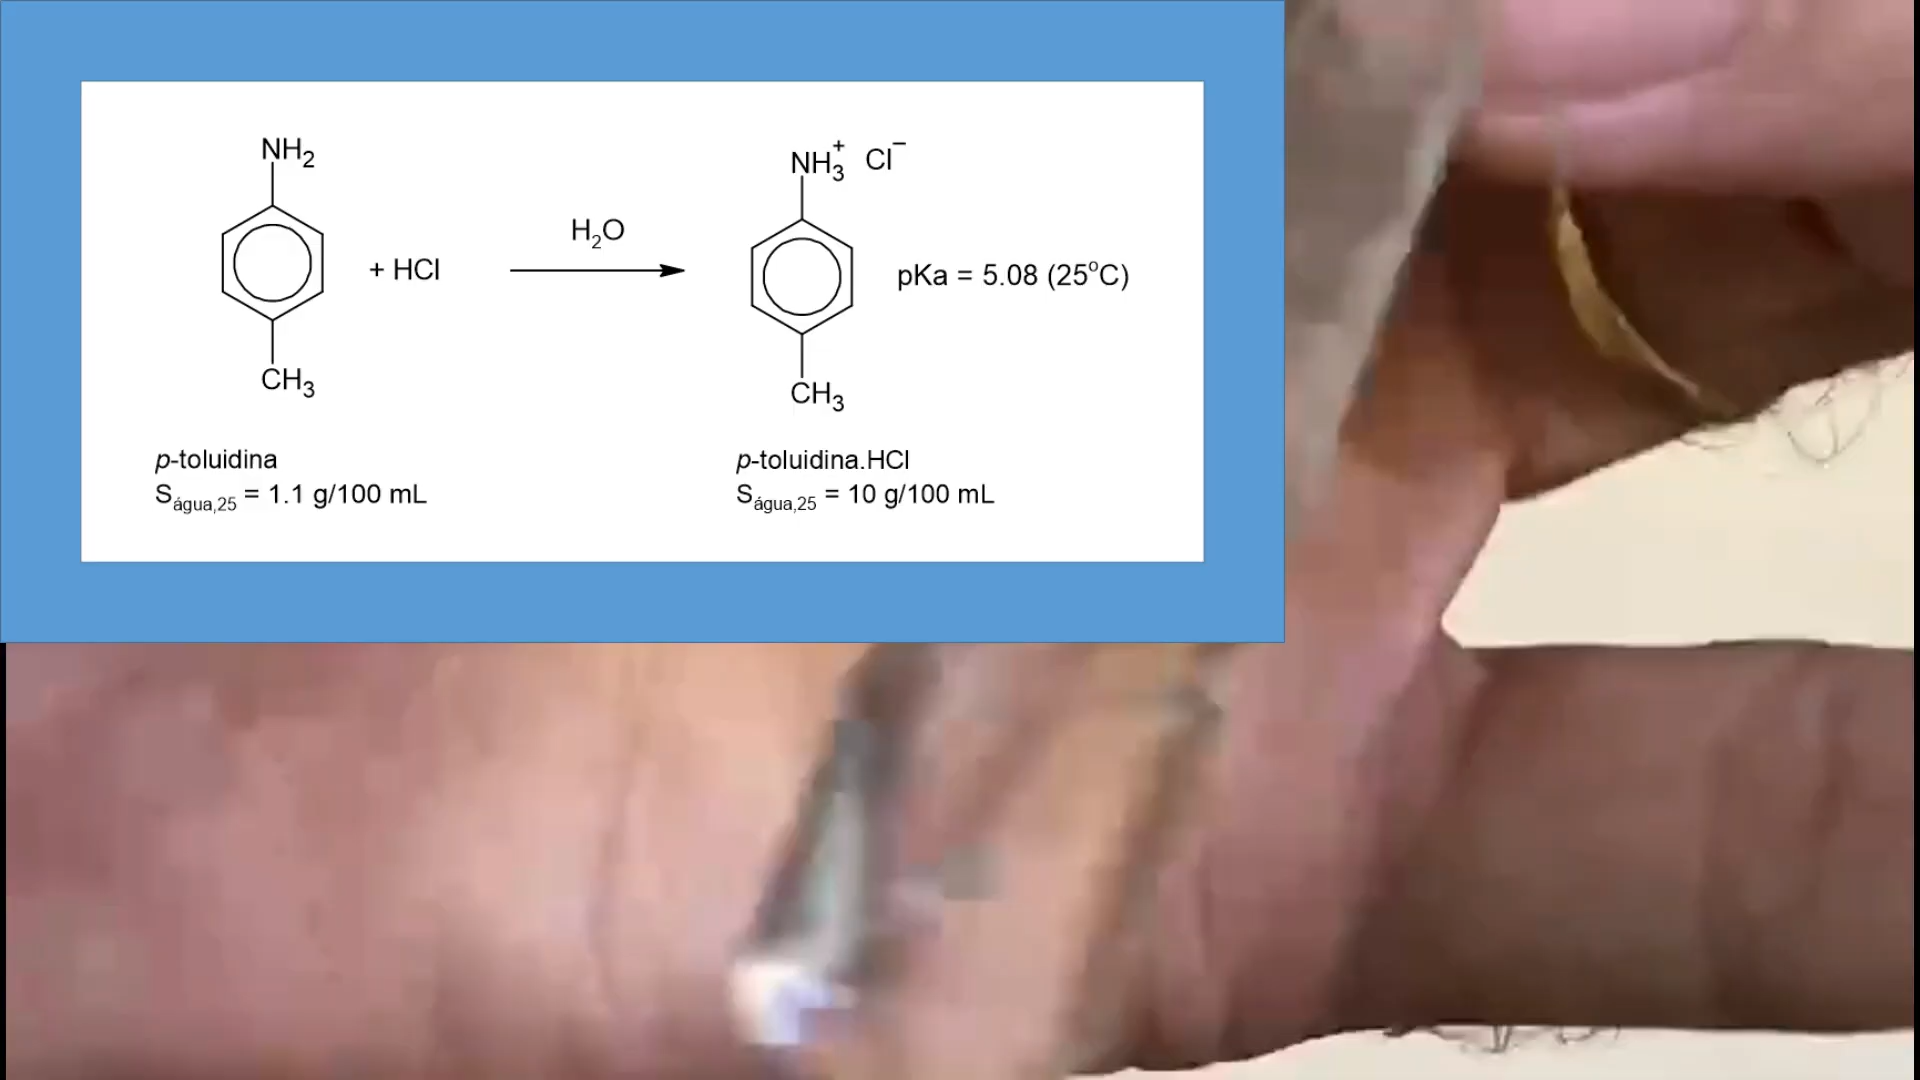 NH₂
+ HCl
CH₃
H₂O
NH₃⁺ Cl⁻
CH₃
pKa = 5.08 (25°C)
p-toluidina
Ságua,25 = 1.1 g/100 mL
p-toluidina.HCl
Ságua,25 = 10 g/100 mL